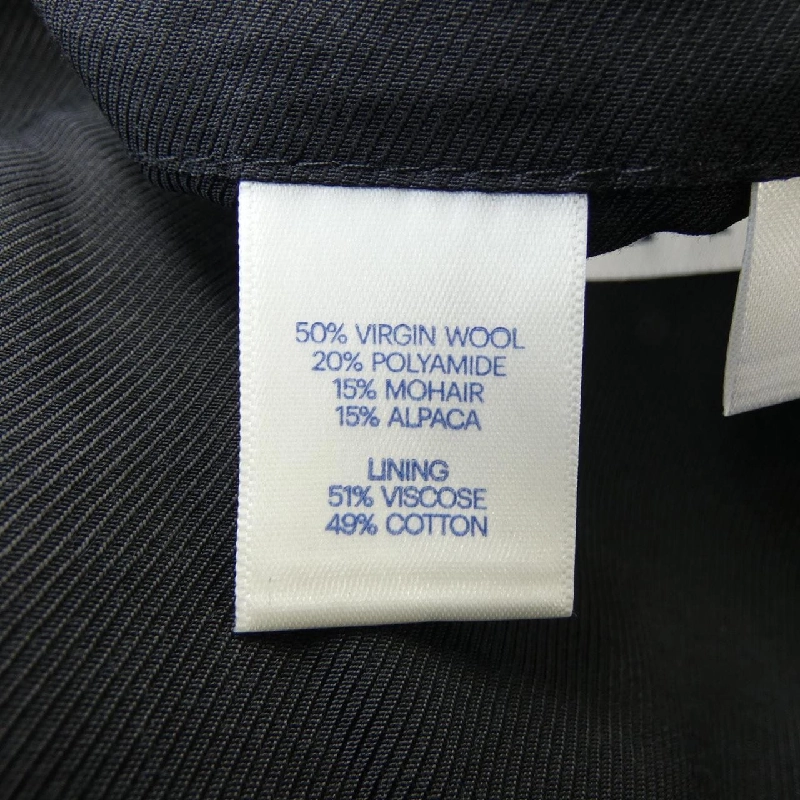 50% VIRGIN WOOL
20% POLYAMIDE
15% MOHAIR
15% ALPACA
LINING
51% VISCOSE
49% COTTON